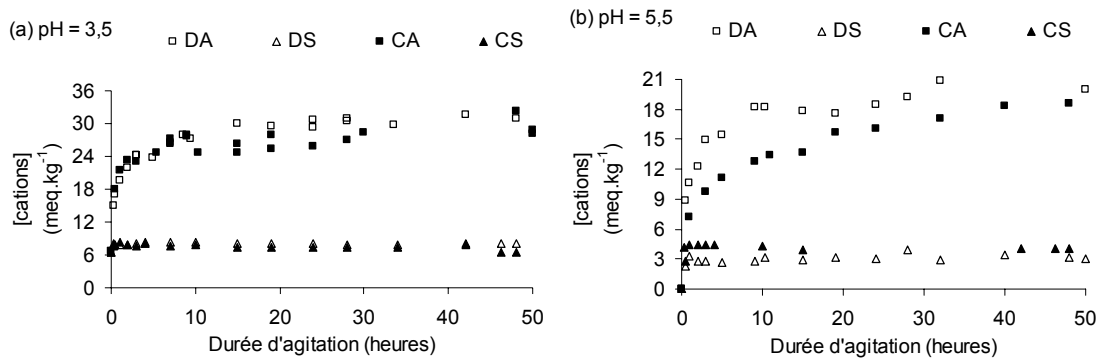 (a) pH = 3,5
□ DA △ DS ■ CA ▲ CS
36
30
24
18
12
6
0
[cations]
(meq.kg⁻¹)
0 10 20 30 40 50
Durée d'agitation (heures)
(b) pH = 5,5
□ DA △ DS ■ CA ▲ CS
21
18
15
12
9
6
3
0
[cations]
(meq.kg⁻¹)
0 10 20 30 40 50
Durée d'agitation (heures)